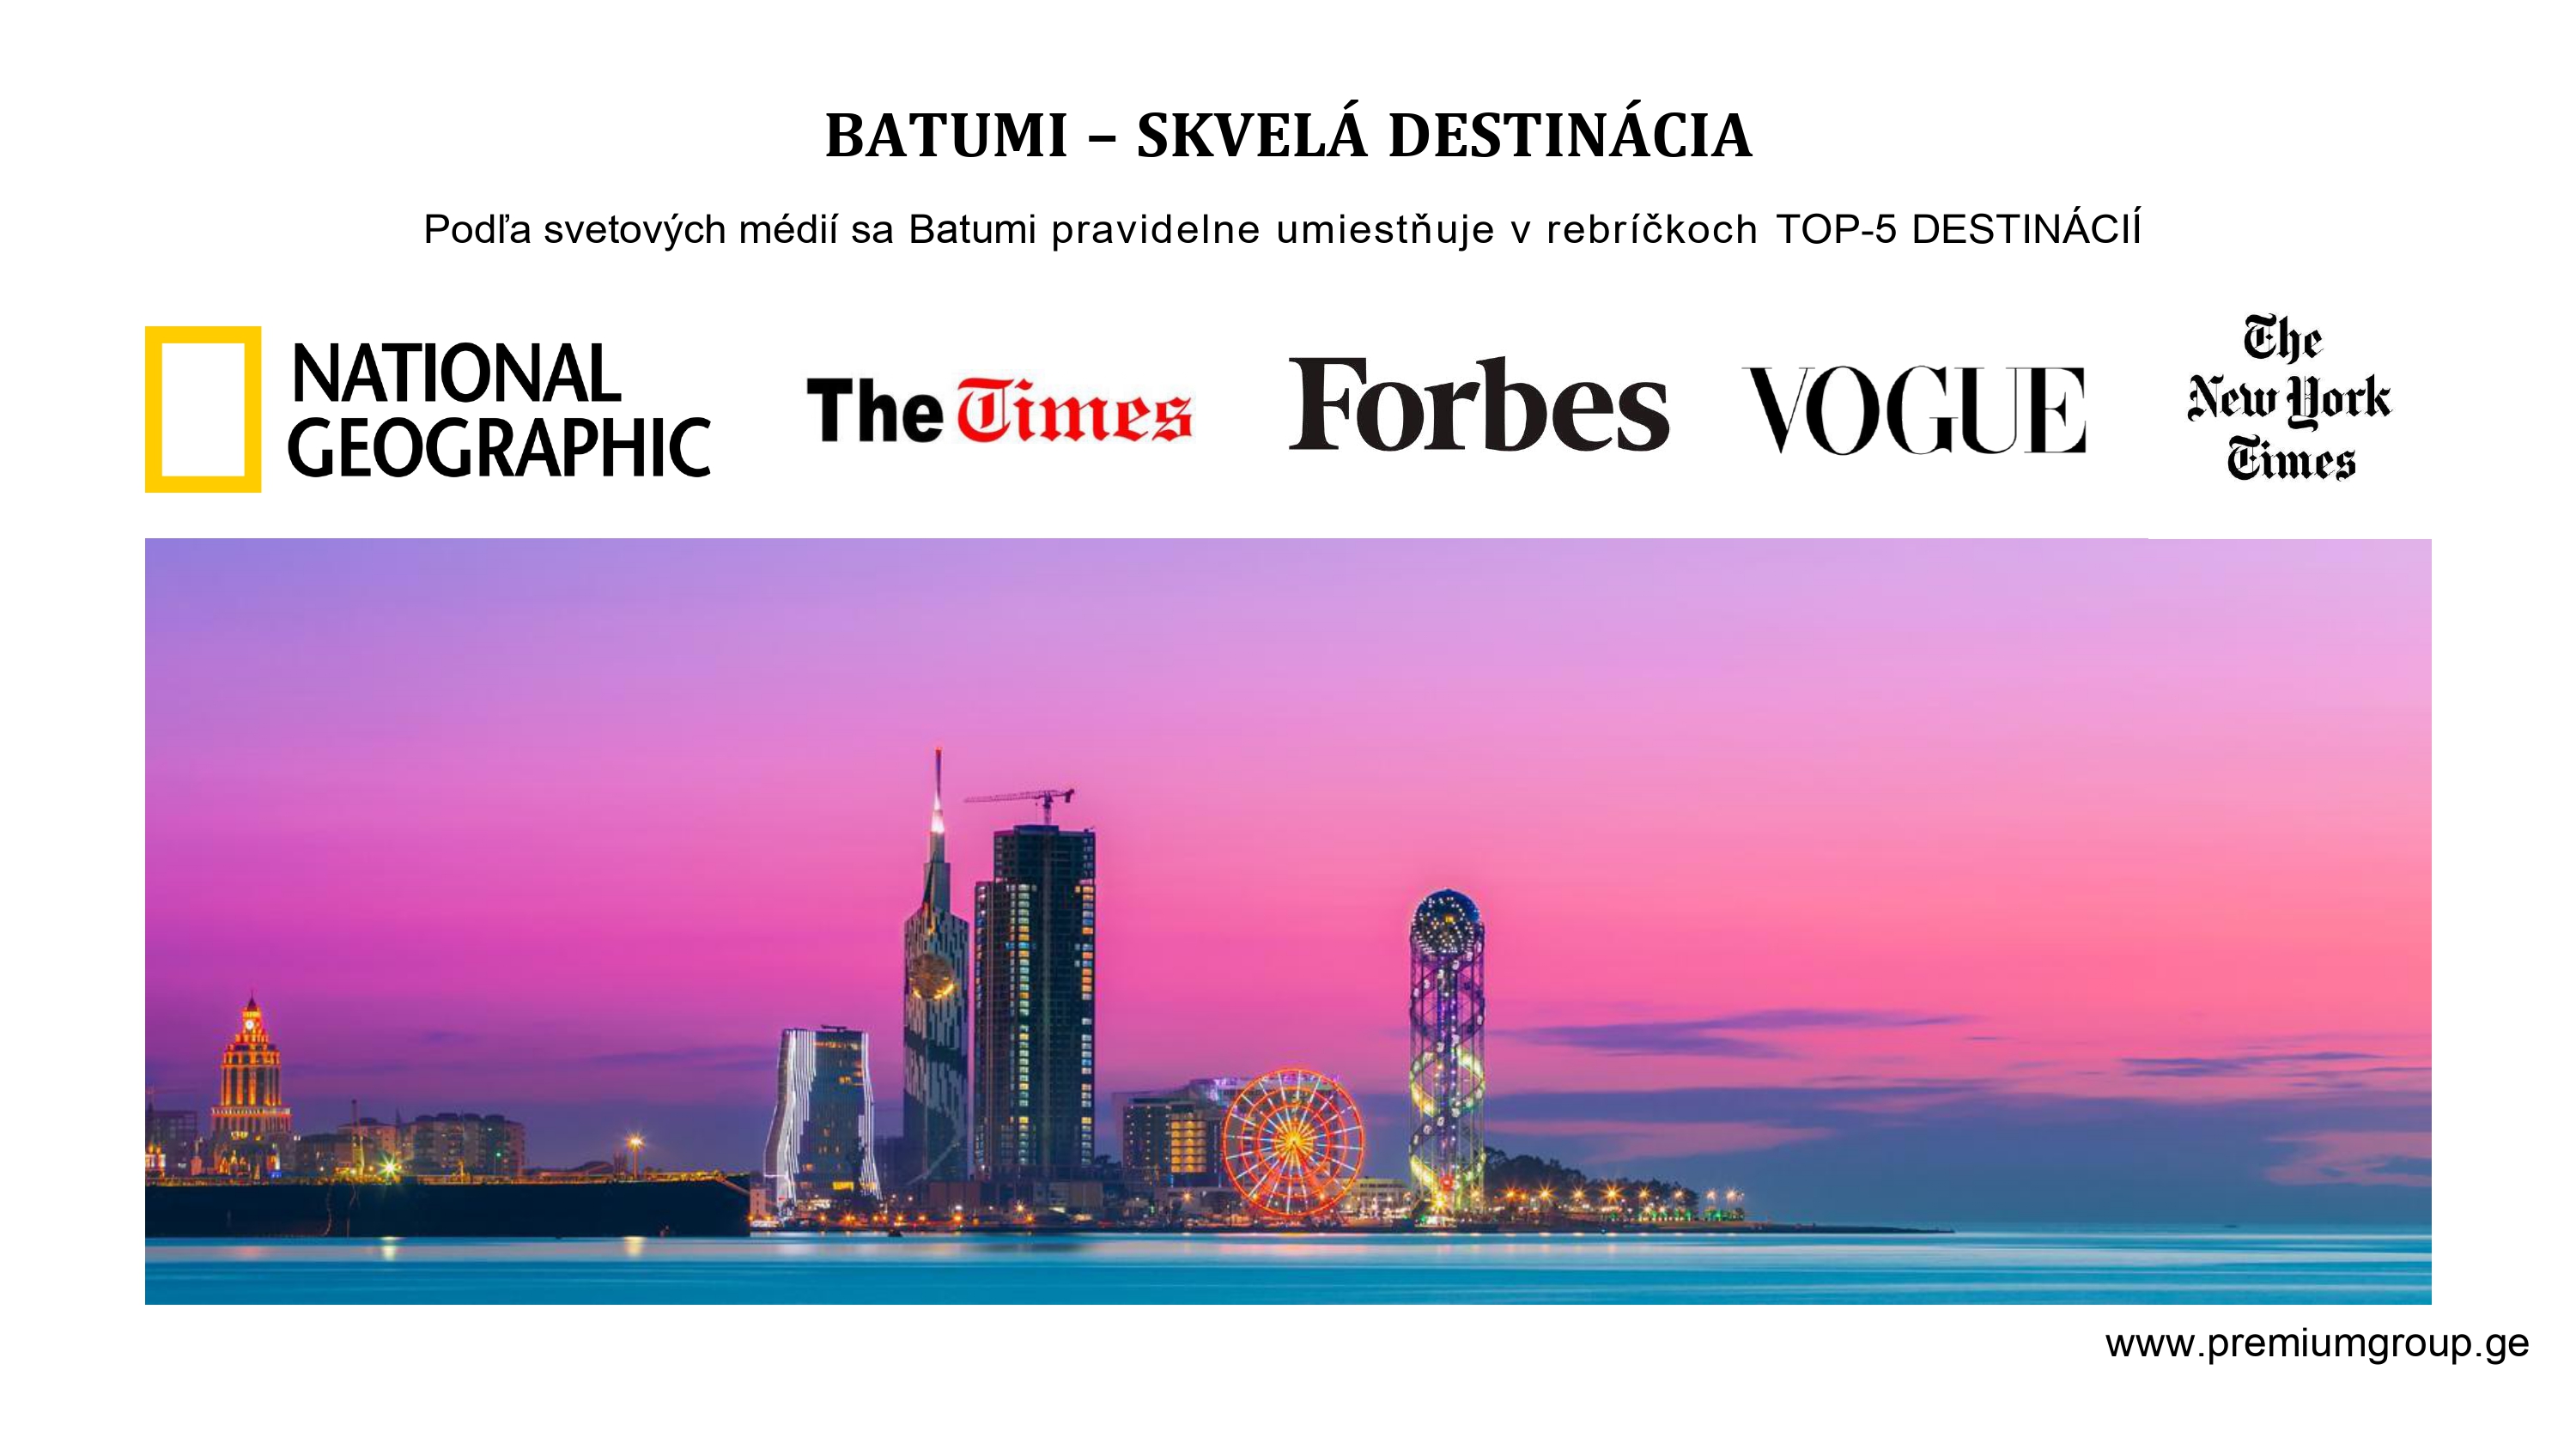 BATUMI – SKVELÁ DESTINÁCIA
Podľa svetových médií sa Batumi pravidelne umiestňuje v rebríčkoch TOP-5 DESTINÁCIÍ
NATIONAL
GEOGRAPHIC
The Times
Forbes
VOGUE
The
New York
Times
www.premiumgroup.ge